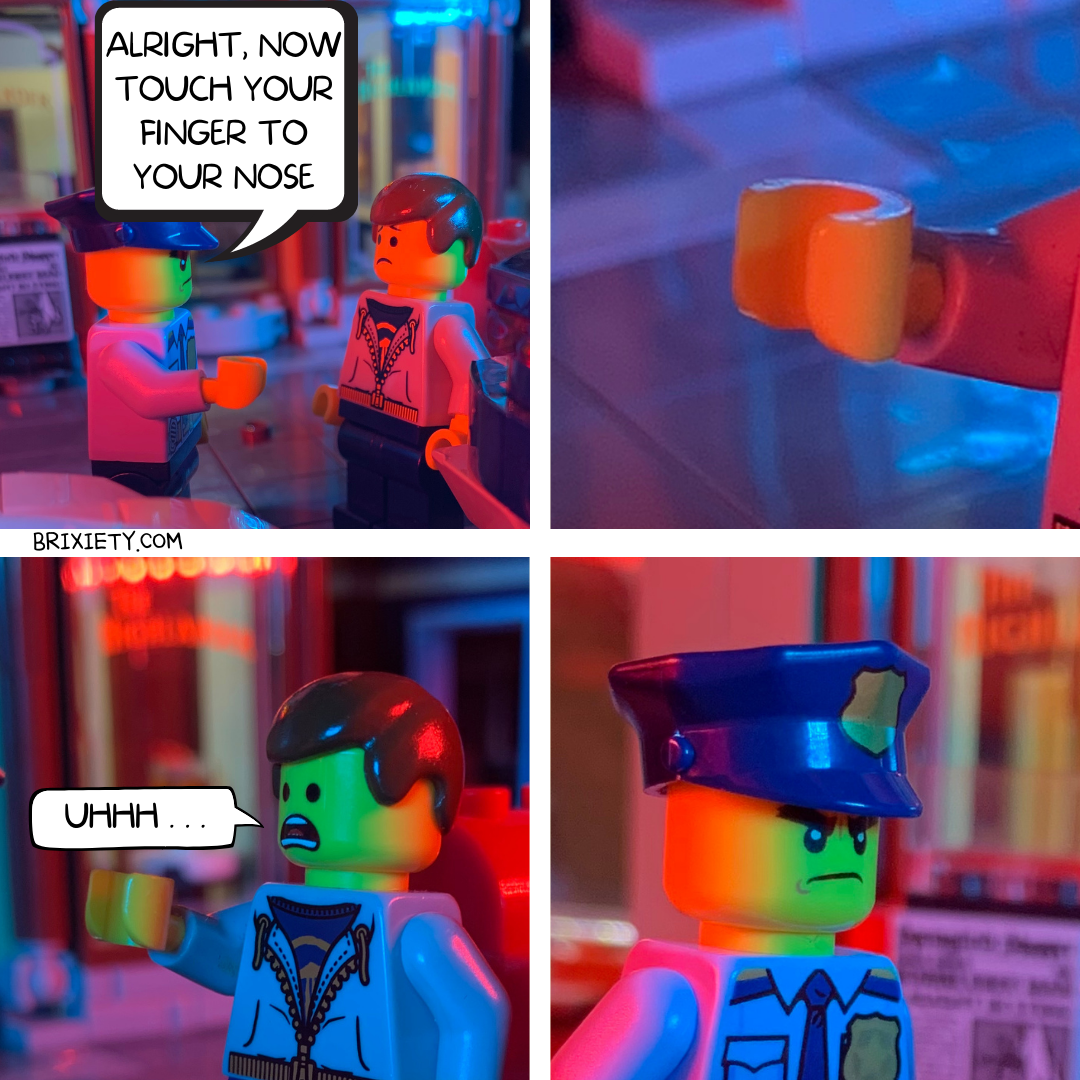 ALRIGHT, NOW
TOUCH YOUR
FINGER TO
YOUR NOSE
BRIXIETY.COM
UHHH . . .